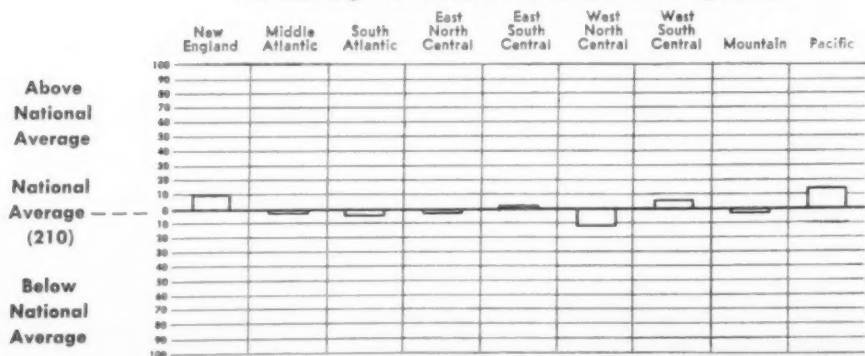 New England
Middle Atlantic
South Atlantic
East North Central
East South Central
West North Central
West South Central
Mountain
Pacific
Above
National
Average
National
Average
(210)
Below
National
Average
100
90
80
70
60
50
40
30
20
10
0
10
20
30
40
50
60
70
80
90
100